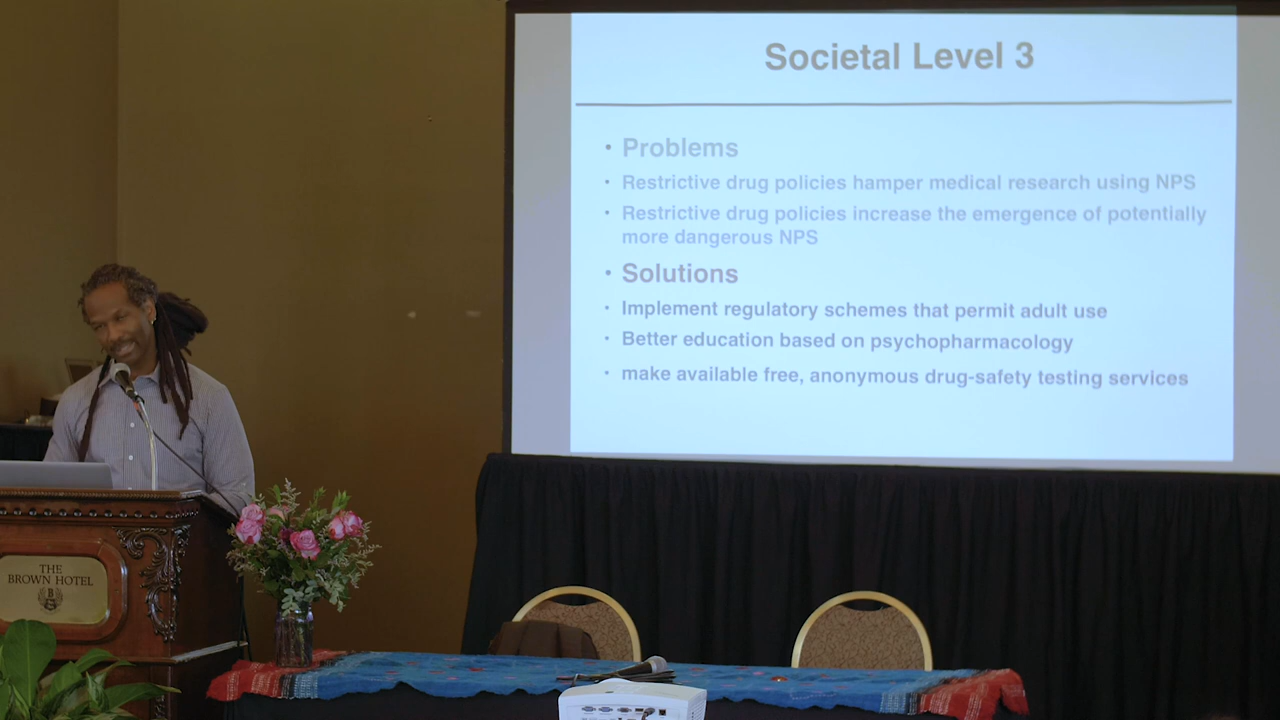 Societal Level 3
• Problems
• Restrictive drug policies hamper medical research using NPS
• Restrictive drug policies increase the emergence of potentially
more dangerous NPS
• Solutions
• Implement regulatory schemes that permit adult use
• Better education based on psychopharmacology
• make available free, anonymous drug-safety testing services
THE
BROWN HOTEL
B